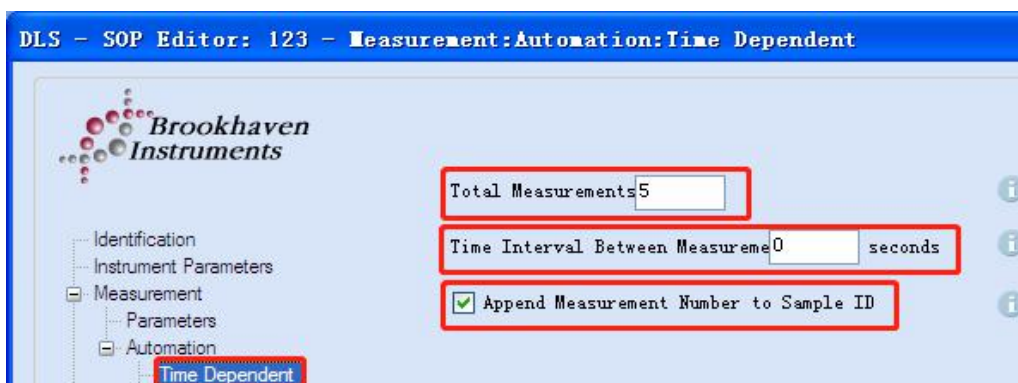 DLS - SOP Editor: 123 - Measurement:Automation:Time Dependent
Brookhaven
Instruments
Total Measurements 5
Time Interval Between Measureme 0 seconds
Append Measurement Number to Sample ID
Identification
Instrument Parameters
Measurement
Parameters
Automation
Time Dependent